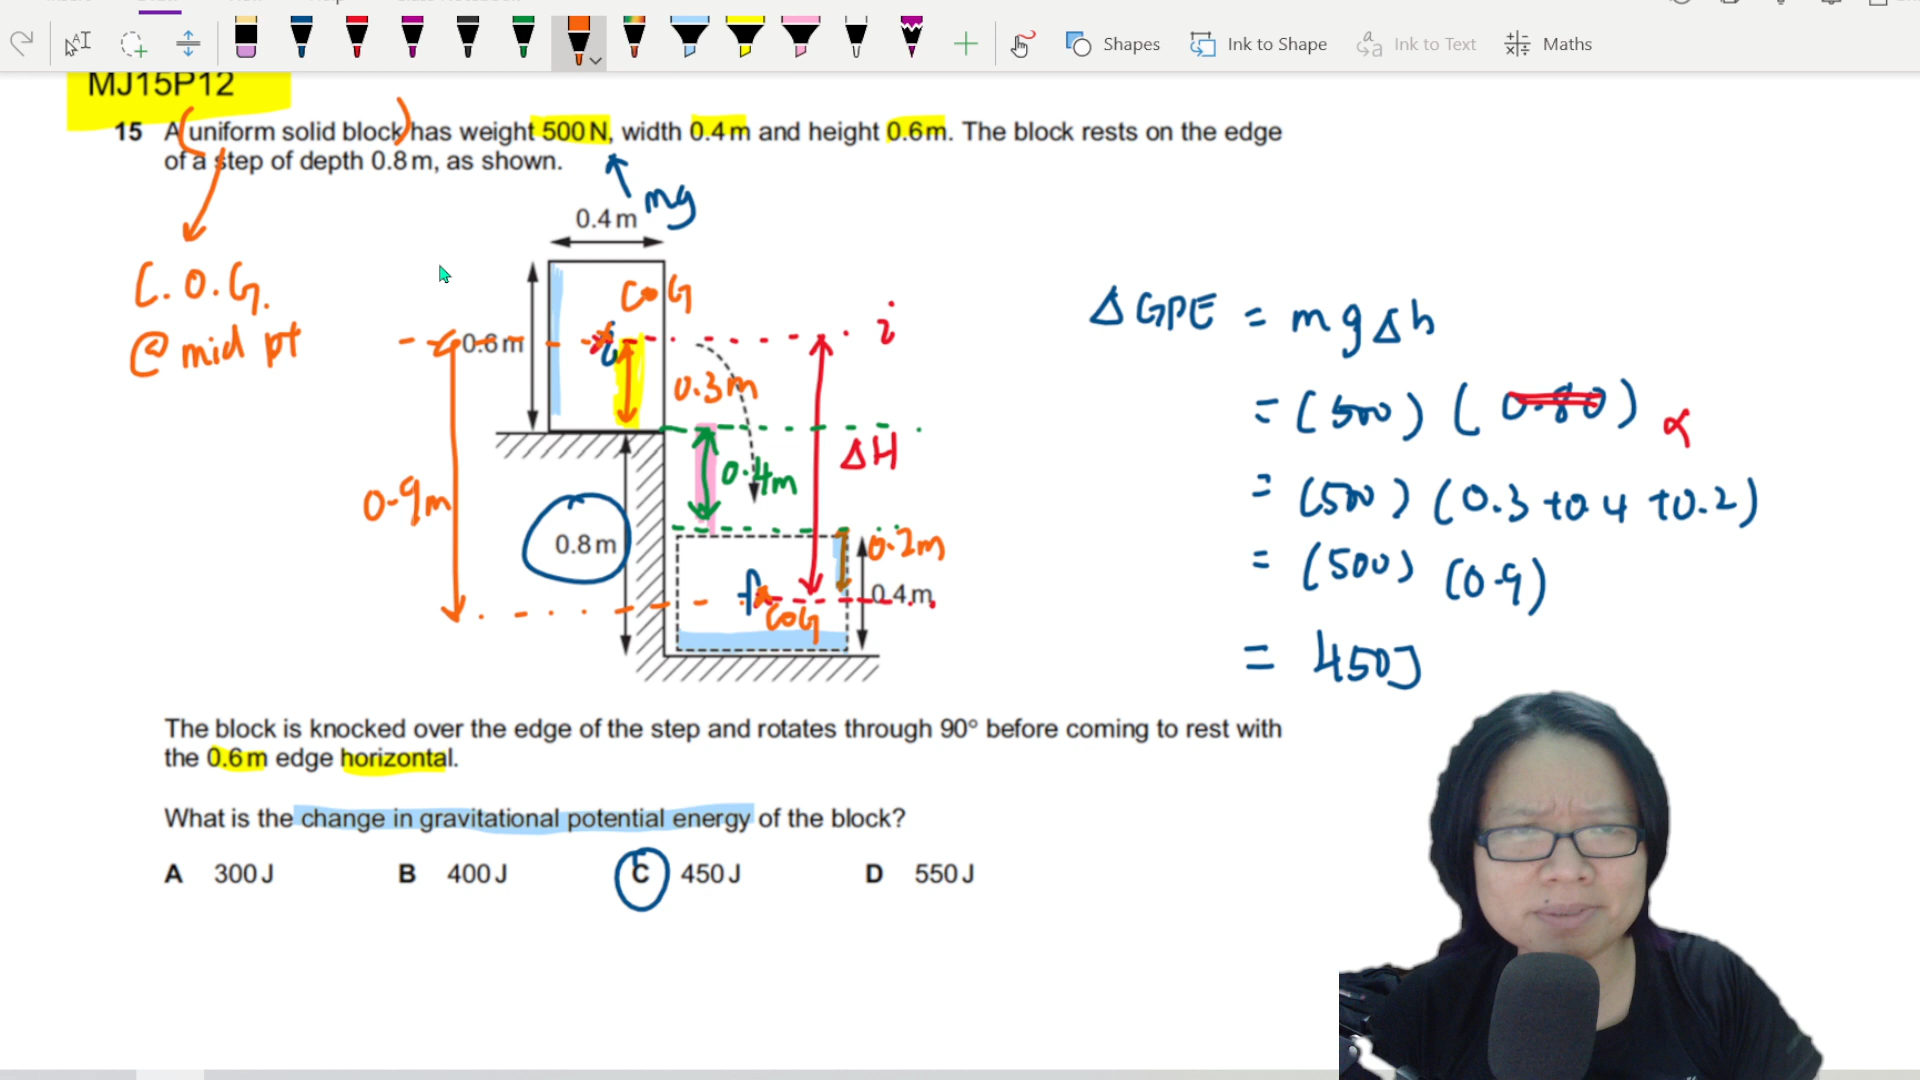 Shapes
Link to Shape
Link to Text
Maths
MJ15P12
15 A uniform solid block has weight 500 N, width 0.4 m and height 0.6 m. The block rests on the edge
of a step of depth 0.8 m, as shown.
mg
0.4 m
C.O.G.
@ mid pt
COG
i
i
0.6 m
0.3m
ΔH
0.4m
0.9m
0.8 m
0.2m
f
0.4 m
COG
Δ GPE = mgΔh
= (500) (0.80) α
= (500) (0.3 + 0.4 + 0.2)
= (500) (0.9)
= 450J
The block is knocked over the edge of the step and rotates through 90° before coming to rest with
the 0.6 m edge horizontal.
What is the change in gravitational potential energy of the block?
A 300 J B 400 J C 450 J D 550 J